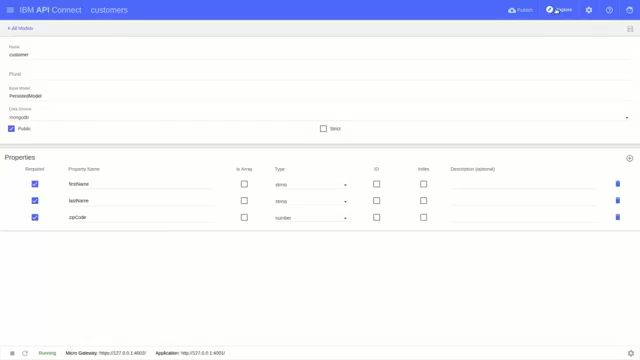 IBM API Connect customers Publish Explore
All Models
Name
customer
Plural
Base Model
PersistedModel
Data Source
mongodb
Public Strict
Properties
Required Property Name Is Array Type ID Index Description (optional)
firstName string
lastName string
zipCode number
Running Micro Gateway: https://127.0.0.1:4002/ Application: http://127.0.0.1:4001/